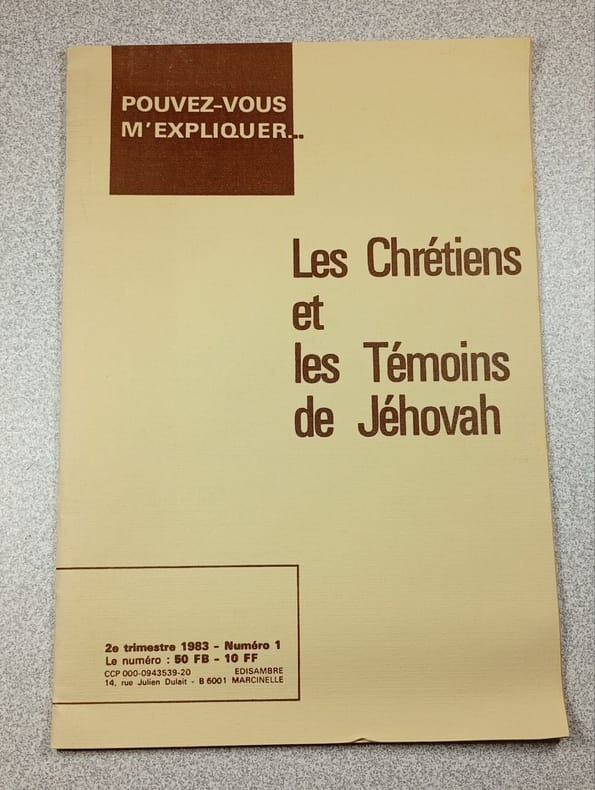 POUVEZ-VOUS
M'EXPLIQUER...
Les Chrétiens
et
les Témoins
de Jéhovah
2e trimestre 1983 - Numéro 1
Le numéro : 50 FB - 10 FF
CCP 000-0943539-20 EDISAMBRE
14, rue Julien Dulait - B 6001 MARCINELLE